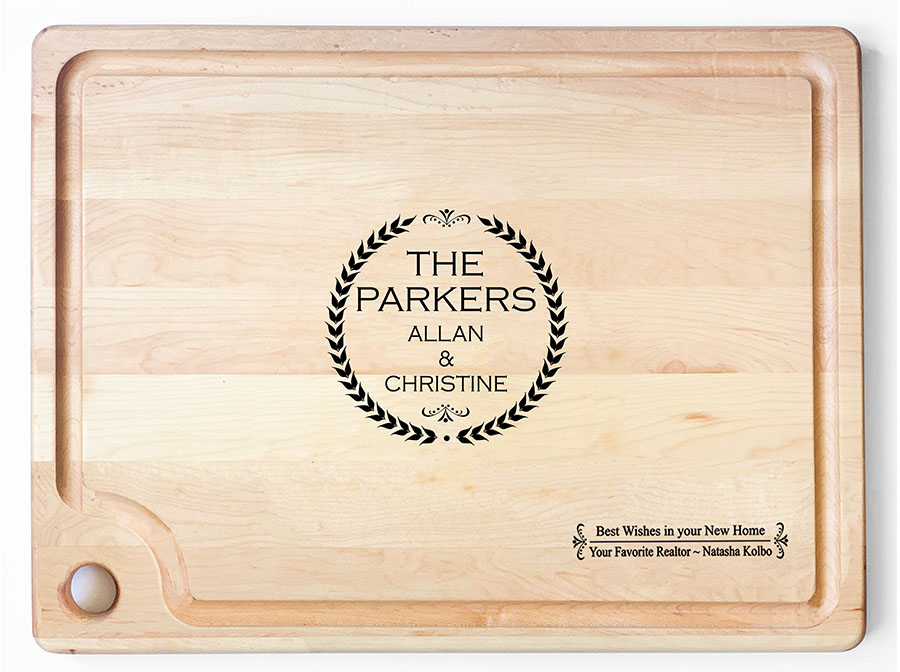 THE
PARKERS
ALLAN
&
CHRISTINE
Best Wishes in your New Home
Your Favorite Realtor ~ Natasha Kolbo